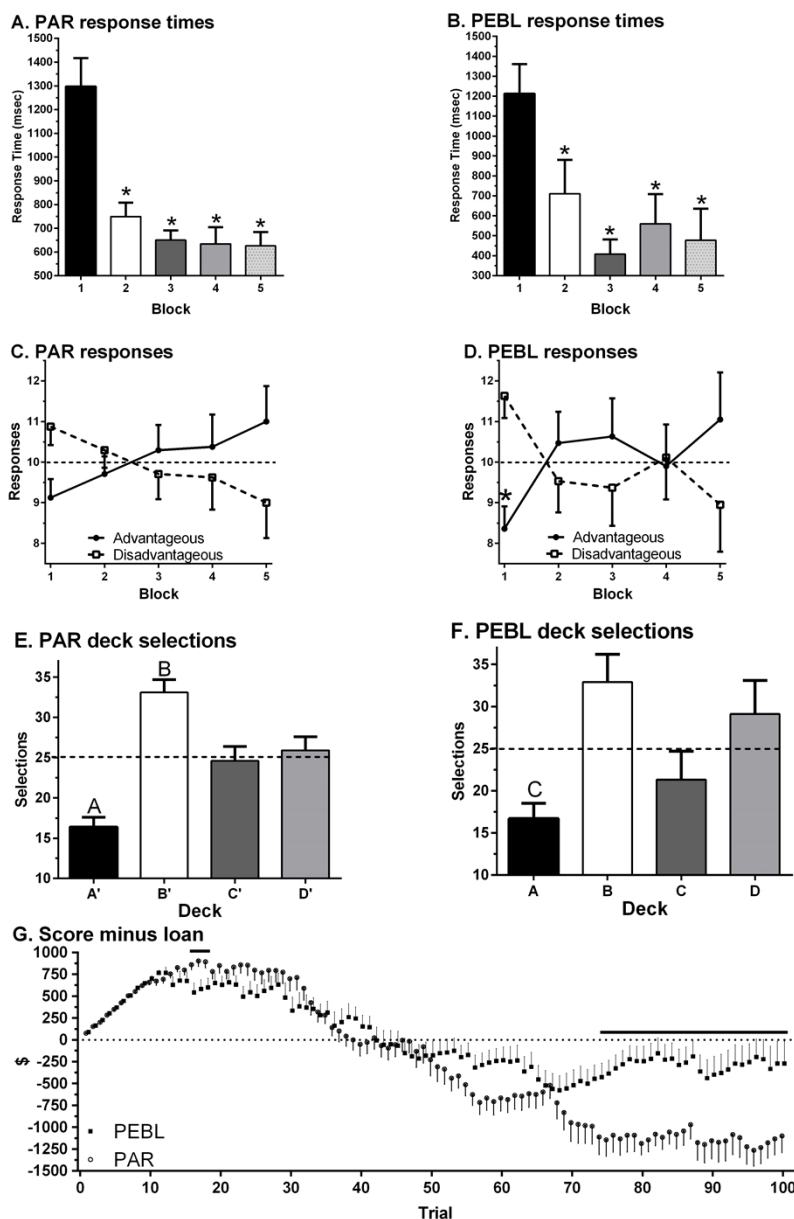 A. PAR response times
1500
1400
1300
1200
1100
1000
900
800
700
600
500
Response Time (msec)
*
*
*
*
1 2 3 4 5
Block
B. PEBL response times
1500
1400
1300
1200
1100
1000
900
800
700
600
500
400
300
Response Time (msec)
*
*
*
*
1 2 3 4 5
Block
C. PAR responses
12
11
10
9
8
Responses
Advantageous
Disadvantageous
1 2 3 4 5
Block
D. PEBL responses
12
11
10
9
8
Responses
*
Advantageous
Disadvantageous
1 2 3 4 5
Block
E. PAR deck selections
35
30
25
20
15
10
Selections
A
B
A' B' C' D'
Deck
F. PEBL deck selections
35
30
25
20
15
10
Selections
C
A B C D
Deck
G. Score minus loan
1000
750
500
250
0
-250
-500
-750
-1000
-1250
-1500
$
PEBL
PAR
0 10 20 30 40 50 60 70 80 90 100
Trial